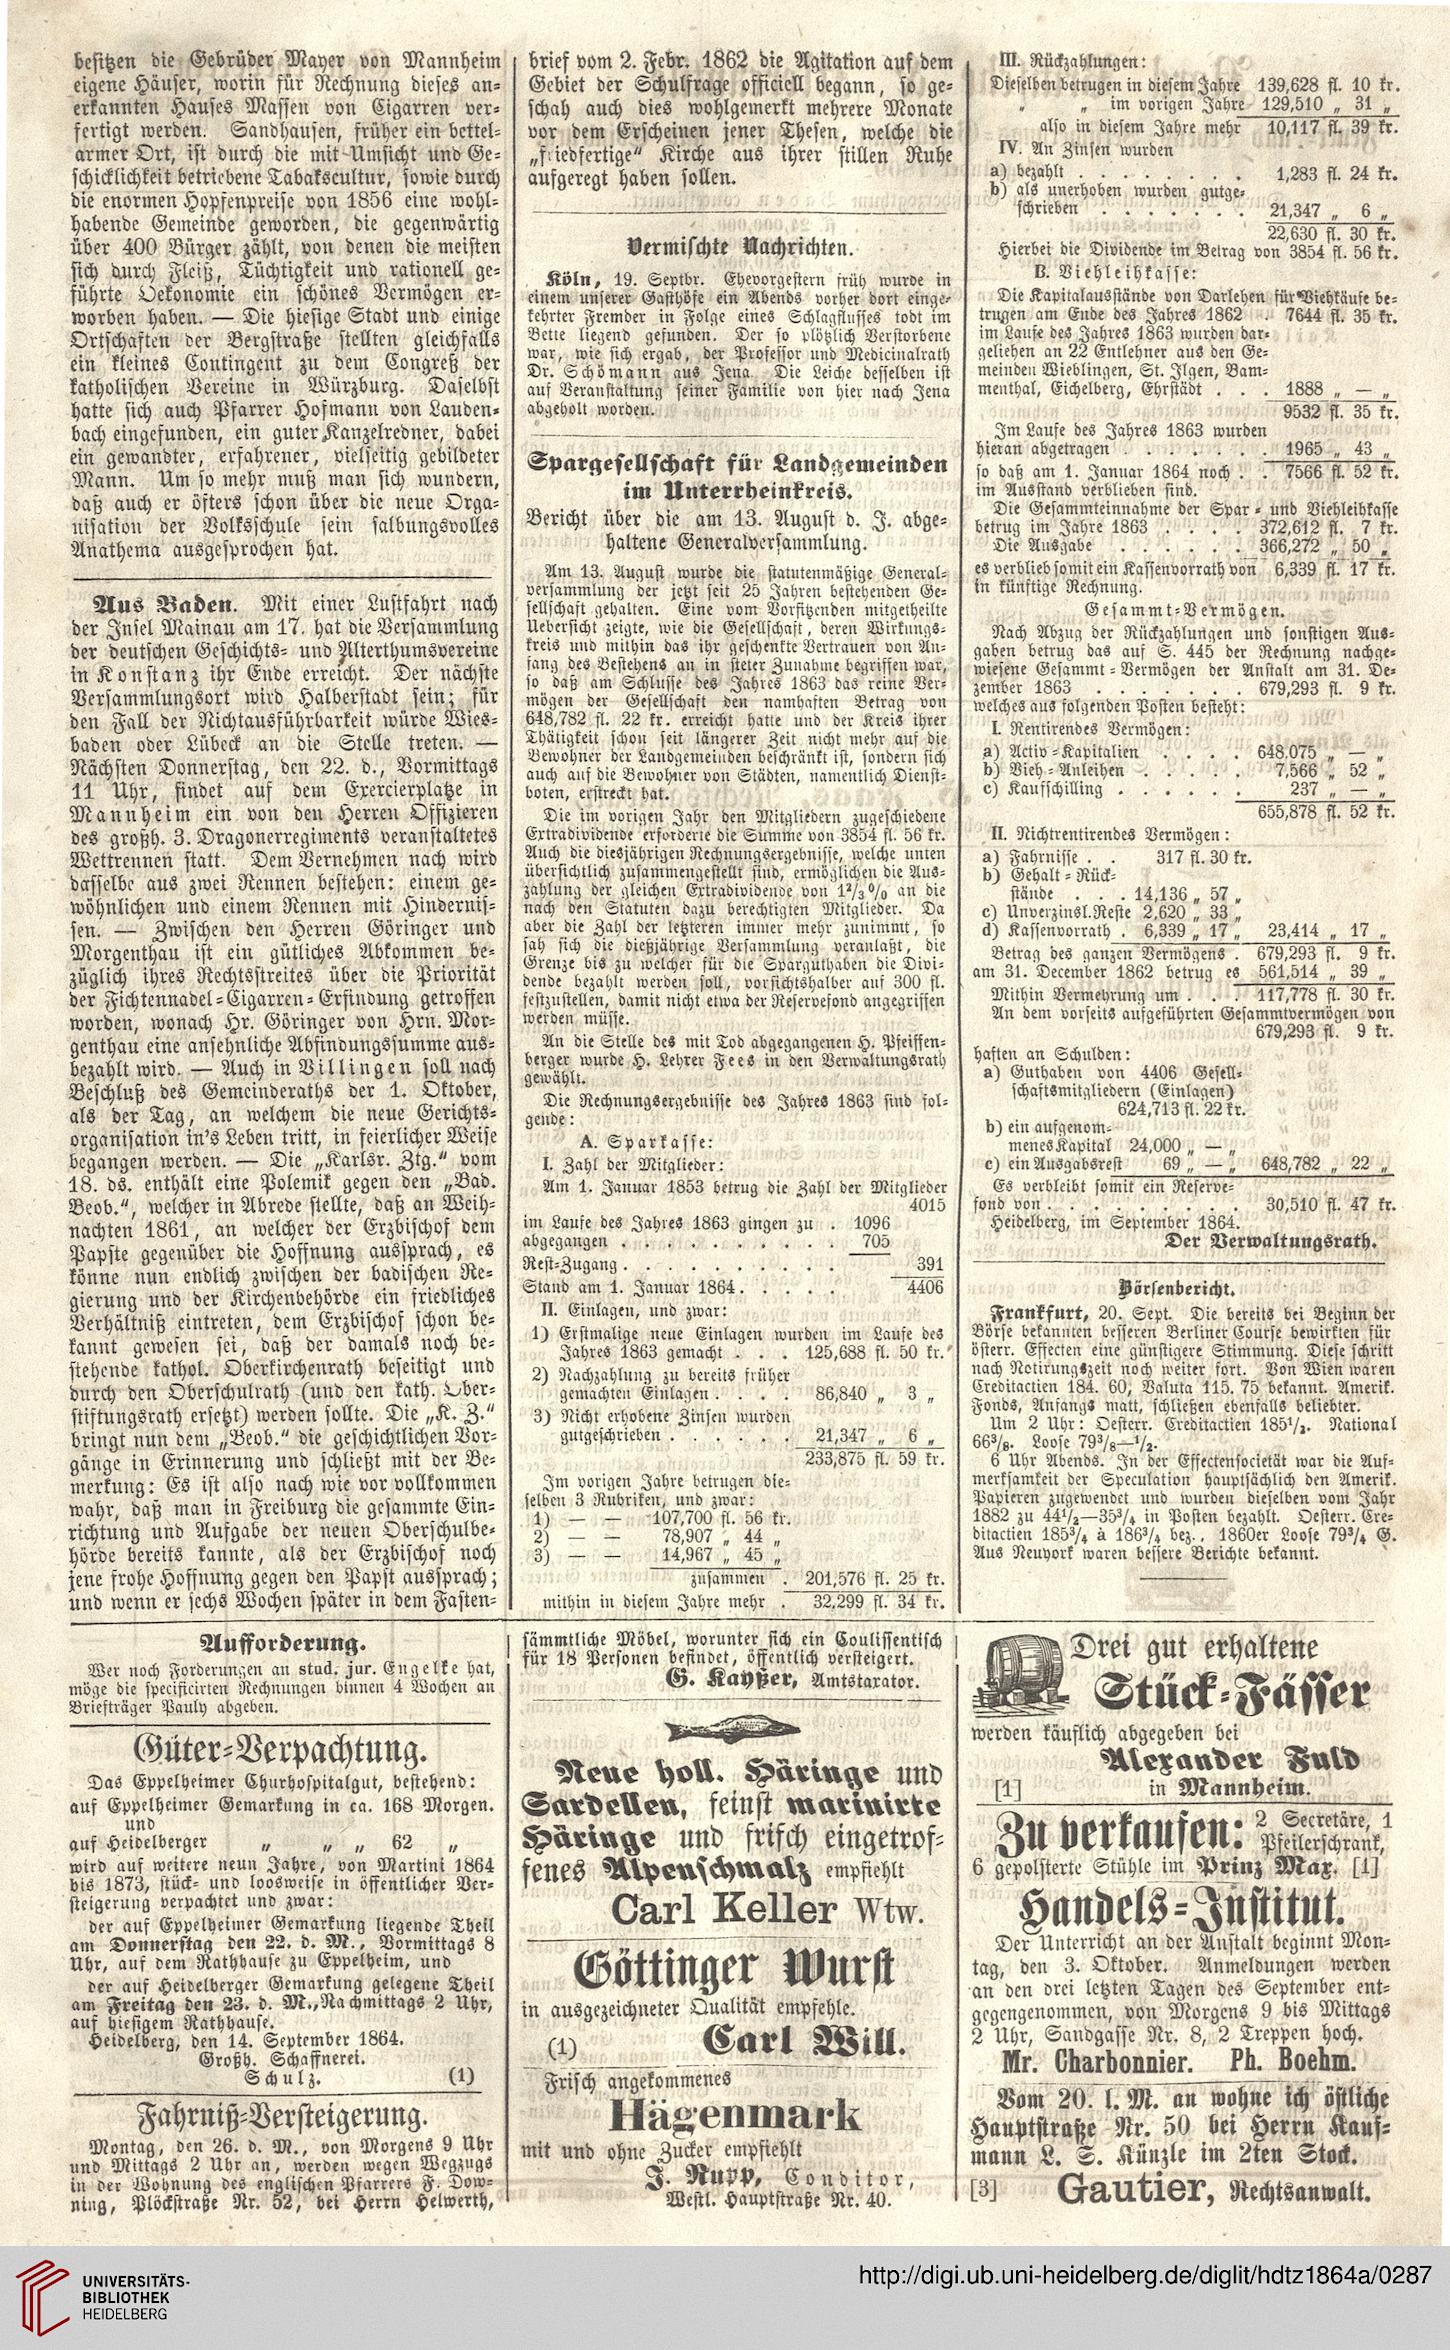 besitzen die Gebrüder Mayer von Mannheim
eigene Häuser, worin für Rechnung dieses an-
erkannten Hauses Massen von Cigarren ver-
fertigt werden. Sandhausen, früher ein bettel-
armer Ort, ist durch die mit Umsicht und Ge-
schicklichkeit betriebene Tabakscultur, sowie durch
die enormen Hopfenpreise von 1856 eine wohl-
habende Gemeinde geworden, die gegenwärtig
über 400 Bürger zählt, von denen die meisten
sich durch Fleiß, Tüchtigkeit und rationell ge-
führte Oekonomie ein schönes Vermögen er-
worben haben. — Die hiesige Stadt und einige
Ortschaften der Bergstraße stellten gleichfalls
ein kleines Contingent zu dem Congreß der
katholischen Vereine in Würzburg. Daselbst
hatte sich auch Pfarrer Hofmann von Lauden-
bach eingefunden, ein guter Kanzelredner, dabei
ein gewandter, erfahrener, vielseitig gebildeter
Mann. Um so mehr muß man sich wundern,
daß auch er öfters schon über die neue Orga-
nisation der Volksschule sein salbungsvolles
Anathema ausgesprochen hat.
Aus Baden. Mit einer Lustfahrt nach
der Insel Mainau am 17. hat die Versammlung
der deutschen Geschichts- und Alterthumsvereine
in Konstanz ihr Ende erreicht. Der nächste
Versammlungsort wird Halberstadt sein; für
den Fall der Nichtausführbarkeit würde Wies-
baden oder Lübeck an die Stelle treten. —
Nächsten Donnerstag, den 22. d., Vormittags
11 Uhr, findet auf dem Exercierplatze in
Mannheim ein von den Herren Offizieren
des großh. 3. Dragonerregiments veranstaltetes
Wettrennen statt. Dem Vernehmen nach wird
dasselbe aus zwei Rennen bestehen: einem ge-
wöhnlichen und einem Rennen mit Hindernis-
sen. — Zwischen den Herren Göringer und
Morgenthau ist ein gütliches Abkommen be-
züglich ihres Rechtsstreites über die Priorität
der Fichtennadel-Cigarren-Erfindung getroffen
worden, wonach Hr. Göringer von Hrn. Mor-
genthau eine ansehnliche Abfindungssumme aus-
bezahlt wird. — Auch in Villingen soll nach
Beschluß des Gemeinderaths der 1. Oktober,
als der Tag, an welchem die neue Gerichts-
organisation in's Leben tritt, in feierlicher Weise
begangen werden. — Die „Karlsr. Ztg.“ vom
18. ds. enthält eine Polemik gegen den „Bad.
Beob.“, welcher in Abrede stellte, daß an Weih-
nachten 1861, an welcher der Erzbischof dem
Papste gegenüber die Hoffnung aussprach, es
könne nun endlich zwischen der badischen Re-
gierung und der Kirchenbehörde ein friedliches
Verhältniß eintreten, dem Erzbischof schon be-
kannt gewesen sei, daß der damals noch be-
stehende kathol. Oberkirchenrath beseitigt und
durch den Oberschulrath (und den kath. Ober-
stiftungsrath ersetzt) werden sollte. Die „K. Z.“
bringt nun dem „Beob.“ die geschichtlichen Vor-
gänge in Erinnerung und schließt mit der Be-
merkung: Es ist also nach wie vor vollkommen
wahr, daß man in Freiburg die gesammte Ein-
richtung und Aufgabe der neuen Oberschulbe-
hörde bereits kannte, als der Erzbischof noch
jene frohe Hoffnung gegen den Papst aussprach;
und wenn er sechs Wochen später in dem Fasten-
brief vom 2. Febr. 1862 die Agitation auf dem
Gebiet der Schulfrage officiell begann, so ge-
schah auch dies wohlgemerkt mehrere Monate
vor dem Erscheinen jener Thesen, welche die
„friedfertige“ Kirche aus ihrer stillen Ruhe
aufgeregt haben sollen.
Vermischte Nachrichten.
Köln, 19. Septbr. Ehevorgestern früh wurde in
einem unserer Gasthöfe ein Abends vorher dort einge-
kehrter Fremder in Folge eines Schlagflusses todt im
Bette liegend gefunden. Der so plötzlich Verstorbene
war, wie sich ergab, der Professor und Medicinalrath
Dr. Schömann aus Jena. Die Leiche desselben ist
auf Veranstaltung seiner Familie von hier nach Jena
abgeholt worden.
Spargesellschaft für Landgemeinden
im Unterrheinkreis.
Bericht über die am 13. August d. J. abge-
haltene Generalversammlung.
Am 13. August wurde die statutenmäßige General-
versammlung der jetzt seit 25 Jahren bestehenden Ge-
sellschaft gehalten. Eine vom Vorsitzenden mitgetheilte
Uebersicht zeigte, wie die Gesellschaft, deren Wirkungs-
kreis und mithin das ihr geschenkte Vertrauen von An-
fang des Bestehens an in steter Zunahme begriffen war,
so daß am Schlusse des Jahres 1863 das reine Ver-
mögen der Gesellschaft den namhaften Betrag von
648,782 fl. 22 kr. erreicht hatte und der Kreis ihrer
Thätigkeit schon seit längerer Zeit nicht mehr auf die
Bewohner der Landgemeinden beschränkt ist, sondern sich
auch auf die Bewohner von Städten, namentlich Dienst-
boten, erstreckt hat.
Die im vorigen Jahr den Mitgliedern zugeschiedene
Extradividende erforderte die Summe von 3854 fl. 56 kr.
Auch die diesjährigen Rechnungsergebnisse, welche unten
übersichtlich zusammengestellt sind, ermöglichen die Aus-
zahlung der gleichen Extradividende von 1 2/3 % an die
nach den Statuten dazu berechtigten Mitglieder. Da
aber die Zahl der letzteren immer mehr zunimmt, so
sah sich die dießjährige Versammlung veranlaßt, die
Grenze bis zu welcher für die Sparguthaben die Divi-
dende bezahlt werden soll, vorsichtshalber auf 300 fl.
festzustellen, damit nicht etwa der Reservefond angegriffen
werden müsse.
An die Stelle des mit Tod abgegangenen H. Pfeiffen-
berger wurde H. Lehrer Fees in den Verwaltungsrath
gewählt.
Die Rechnungsergebnisse des Jahres 1863 sind fol-
gende:
A. Sparkasse:
I. Zahl der Mitglieder:
Am 1. Januar 1853 betrug die Zahl der Mitglieder
4015
im Laufe des Jahres 1863 gingen zu . 1096
abgegangen . . . . . . . . . . 705
Rest-Zugang . . . . . . . . . . 391
Stand am 1. Januar 1864 . . . . . 4406
II. Einlagen, und zwar:
1) Erstmalige neue Einlagen wurden im Laufe des
Jahres 1863 gemacht . . . 125,688 fl. 50 kr.
2) Nachzahlung zu bereits früher
gemachten Einlagen . . . . 86,840 „ 3 „
3) Nicht erhobene Zinsen wurden
gutgeschrieben . . . . . . 21,347 „ 6 „
233,875 fl. 59 kr.
Im vorigen Jahre betrugen die-
selben 3 Rubriken, und zwar:
1) — — 107,700 fl. 56 kr.
2) — — 78,907 „ 44 „
3) — — 14,967 „ 45 „
zusammen . 201,576 fl. 25 kr.
mithin in diesem Jahre mehr . 32,299 fl. 34 kr.
III. Rückzahlungen:
Dieselben betrugen in diesem Jahre 139,628 fl. 10 kr.
„ „ im vorigen Jahre 129,510 „ 31 „
also in diesem Jahre mehr 10,117 fl. 39 kr.
IV. An Zinsen wurden
a) bezahlt . . . . . . . . 1,283 fl. 24 kr.
b) als unerhoben wurden gutge-
schrieben . . . . . . . 21,347 „ 6 „
22,630 fl. 30 kr.
Hierbei die Dividende im Betrag von 3854 fl. 56 kr.
B. Viehleihkasse:
Die Kapitalausstände von Darlehen für Viehkäufe be-
trugen am Ende des Jahres 1862 . 7644 fl. 35 kr.
im Laufe des Jahres 1863 wurden dar-
geliehen an 22 Entlehner aus den Ge-
meinden Wieblingen, St. Ilgen, Bam-
menthal, Eichelberg, Ehrstädt . . . 1888 „ — „
9532 fl. 35 kr.
Im Laufe des Jahres 1863 wurden
hieran abgetragen . . . . . . . 1965 „ 43 „
so daß am 1. Januar 1864 noch . . 7566 fl. 52 kr.
im Ausstand verblieben sind.
Die Gesammteinnahme der Spar- und Viehleihkasse
betrug im Jahre 1863 . . . . 372,612 fl. 7 kr.
Die Ausgabe . . . . . . 366,272 „ 50 „
es verblieb somit ein Kassenvorrath von 6,339 fl. 17 kr.
in künftige Rechnung.
Gesammt-Vermögen.
Nach Abzug der Rückzahlungen und sonstigen Aus-
gaben betrug das auf S. 445 der Rechnung nachge-
wiesene Gesammt-Vermögen der Anstalt am 31. De-
zember 1863 . . . . . . . 679,293 fl. 9 kr.
welches aus folgenden Posten besteht:
I. Rentirendes Vermögen:
a) Activ-Kapitalien . . . . 648,075 „ — „
b) Vieh-Anleihen . . . . . 7,566 „ 52 „
c) Kaufschilling . . . . . . 237 „ — „
655,878 fl. 52 kr.
II. Nichtrentirendes Vermögen:
a) Fahrnisse . . 317 fl. 30 kr.
b) Gehalt-Rück-
stände . . . 14,136 „ 57 „
c) Unverzinsl. Reste 2,620 „ 33 „
d) Kassenvorrath . 6,339 „ 17 „ 23,414 „ 17 „
Betrag des ganzen Vermögens . 679,293 fl. 9 kr.
am 31. December 1862 betrug es 561,514 „ 39 „
Mithin Vermehrung um . . . 117,778 fl. 30 kr.
An dem vorseits aufgeführten Gesammtvermögen von
679,293 fl. 9 kr.
haften an Schulden:
a) Guthaben von 4406 Gesell-
schaftsmitgliedern (Einlagen)
624,713 fl. 22 kr.
b) ein aufgenom-
menes Kapital 24,000 „ — „
c) ein Ausgabsrest 69 „ — „ 648,782 „ 22 „
Es verbleibt somit ein Reserve-
fond von . . . . . . . . . 30,510 fl. 47 kr.
Heidelberg, im September 1864.
Der Verwaltungsrath.
Börsenbericht.
Frankfurt, 20. Sept. Die bereits bei Beginn der
Börse bekannten besseren Berliner Course bewirkten für
österr. Effecten eine günstigere Stimmung. Diese schritt
nach Notirungszeit noch weiter fort. Von Wien waren
Creditactien 184. 60, Valuta 115. 75 bekannt. Amerik.
Fonds, Anfangs matt, schließen ebenfalls beliebter.
Um 2 Uhr: Oesterr. Creditactien 185 1/2. National
66 3/8. Loose 79 3/8—1/2.
6 Uhr Abends. In der Effectensocietät war die Auf-
merksamkeit der Speculation hauptsächlich den Amerik.
Papieren zugewendet und wurden dieselben vom Jahr
1882 zu 44 1/2—35 3/4 in Posten bezahlt. Oesterr. Cre-
ditactien 185 3/4 à 186 3/4 bez., 1860er Loose 79 3/4 G.
Aus Neuyork waren bessere Berichte bekannt.
Aufforderung.
Wer noch Forderungen an stud. jur. Engelke hat,
möge die specificirten Rechnungen binnen 4 Wochen an
Briefträger Pauly abgeben.
Güter-Verpachtung.
Das Eppelheimer Churhospitalgut, bestehend:
auf Eppelheimer Gemarkung in ca. 168 Morgen.
und
auf Heidelberger „ „ „ 62 „
wird auf weitere neun Jahre, von Martini 1864
bis 1873, stück- und loosweise in öffentlicher Ver-
steigerung verpachtet und zwar:
der auf Eppelheimer Gemarkung liegende Theil
am Donnerstag den 22. d. M., Vormittags 8
Uhr, auf dem Rathhause zu Eppelheim, und
der auf Heidelberger Gemarkung gelegene Theil
am Freitag den 23. d. M., Nachmittags 2 Uhr,
auf hiesigem Rathhause.
Heidelberg, den 14. September 1864.
Großh. Schaffnerei.
Schulz. (1)
Fahrniß-Versteigerung.
Montag, den 26. d. M., von Morgens 9 Uhr
und Mittags 2 Uhr an, werden wegen Wegzugs
in der Wohnung des englischen Pfarrers F. Dow-
ning, Plöckstraße Nr. 52, bei Herrn Helwerth,
sämmtliche Möbel, worunter sich ein Coulissentisch
für 18 Personen befindet, öffentlich versteigert.
G. Kayßer, Amtstaxator.
Neue holl. Häringe und
Sardellen, feinst marinirte
Häringe und frisch eingetrof-
fenes Alpenschmalz empfiehlt
Carl Keller Wtw.
Göttinger Wurst
in ausgezeichneter Qualität empfehle.
(1) Carl Will.
Frisch angekommenes
Hägenmark
mit und ohne Zucker empfiehlt
J. Rupp, Conditor,
Westl. Hauptstraße Nr. 40.
Drei gut erhaltene
Stück-Fässer
werden käuflich abgegeben bei
Alexander Fuld
[1] in Mannheim.
Zu verkaufen: 2 Secretäre, 1
Pfeilerschrank,
6 gepolsterte Stühle im Prinz Max. [1]
Handels-Institut.
Der Unterricht an der Anstalt beginnt Mon-
tag, den 3. Oktober. Anmeldungen werden
an den drei letzten Tagen des September ent-
gegengenommen, von Morgens 9 bis Mittags
2 Uhr, Sandgasse Nr. 8, 2 Treppen hoch.
Mr. Charbonnier. Ph. Boehm.
Vom 20. l. M. an wohne ich östliche
Hauptstraße Nr. 50 bei Herrn Kauf-
mann L. S. Künzle im 2ten Stock.
[3] Gautier, Rechtsanwalt.
UNIVERSITÄTS-
BIBLIOTHEK
HEIDELBERG
http://digi.ub.uni-heidelberg.de/diglit/hdtz1864a/0287